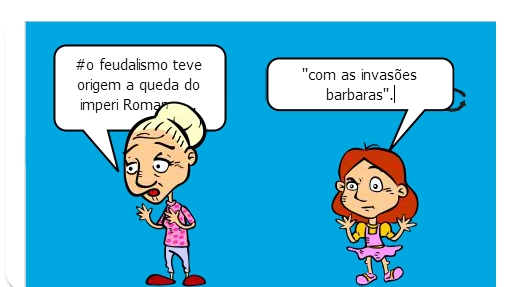 #o feudalismo teve
origem a queda do
imperi Roman
"com as invasões
barbaras".